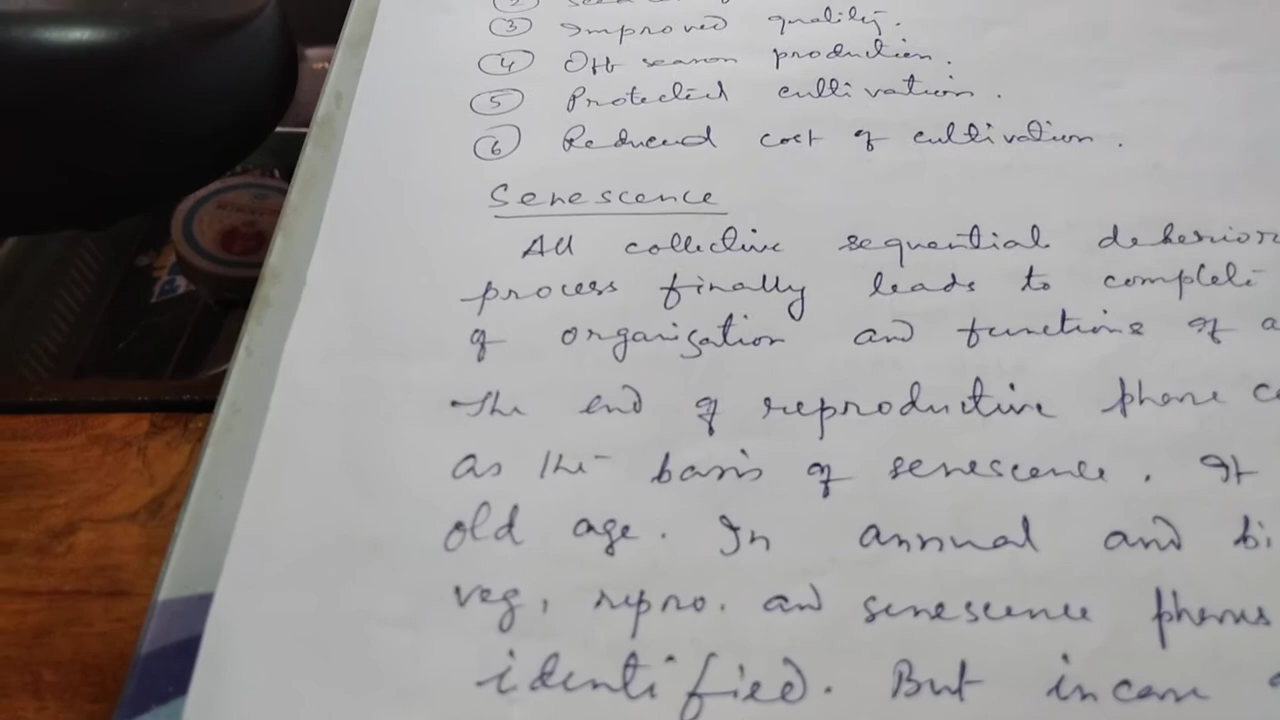 ③ Improved quality.
④ Off season production.
⑤ Protected cultivation.
⑥ Reduced cost of cultivation.
Senescence
All collective sequential deterior
process finally leads to complete
of organisation and functions of a
The end of reproductive phase c
as the basis of senescence. It
old age. In annual and bi
veg, repro. and senescence phases
identified. But in case